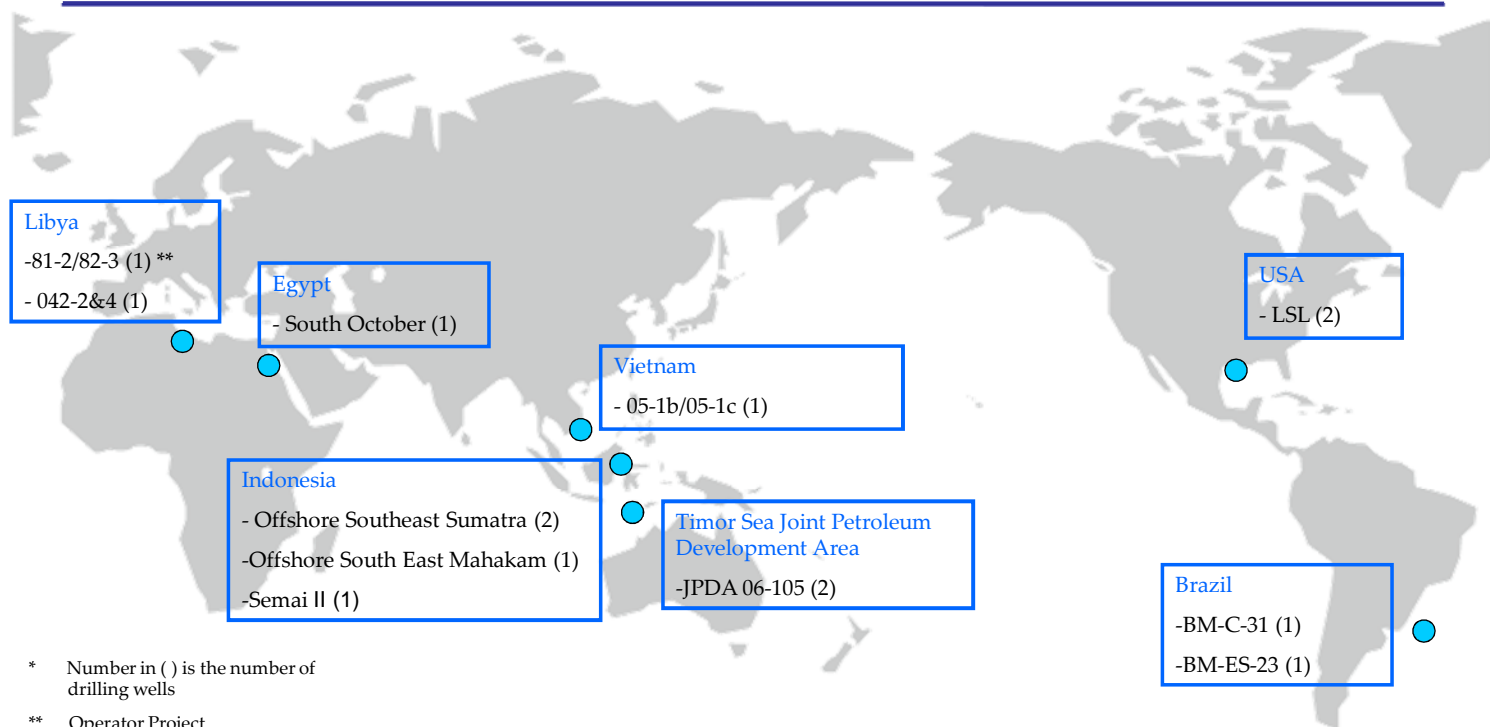 Libya
-81-2/82-3 (1) **
- 042-2&4 (1)
Egypt
- South October (1)
Vietnam
- 05-1b/05-1c (1)
USA
- LSL (2)
Indonesia
- Offshore Southeast Sumatra (2)
-Offshore South East Mahakam (1)
-Semai II (1)
Timor Sea Joint Petroleum
Development Area
-JPDA 06-105 (2)
Brazil
-BM-C-31 (1)
-BM-ES-23 (1)
* Number in ( ) is the number of
drilling wells
** Operator Project